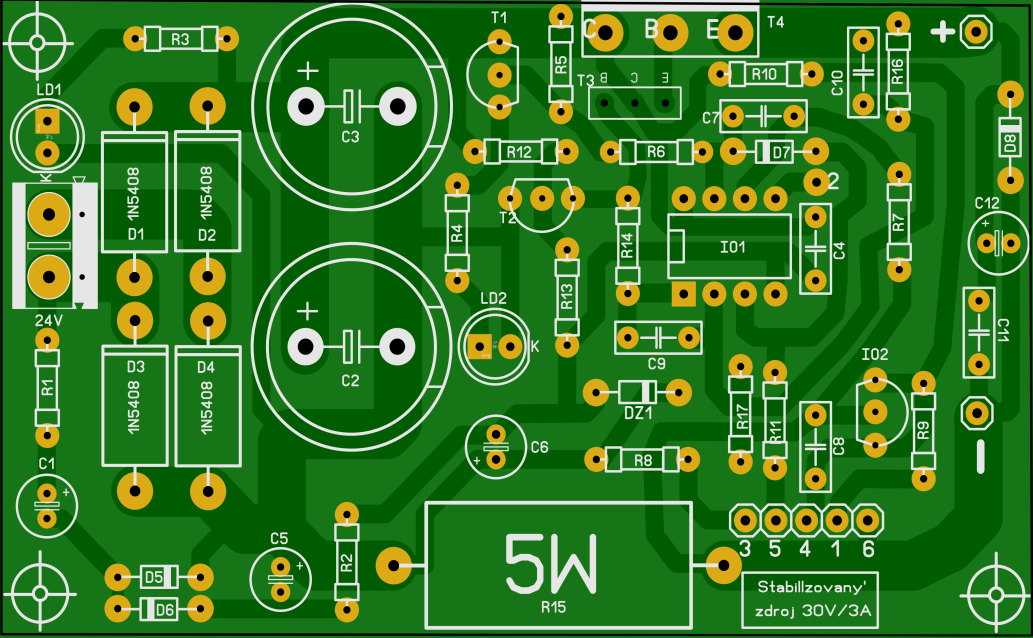 T1
C B E T4
R3
R5
+
LD1
R10
C10
R16
T3
B C E
C3
C7
D8
R12
R6
D7
K
1N5408
1N5408
2
T2
C12
+
R4
R14
IO1
C4
R7
D1
D2
+
R13
LD2
24V
K
C11
C9
IO2
D3
D4
C2
R1
1N5408
1N5408
DZ1
R17
R11
C8
R9
C6
+
R8
C1
+
3 5 4 1 6
C5
+
R2
5W
D5
D6
R15
Stabilizovany'
zdroj 30V/3A